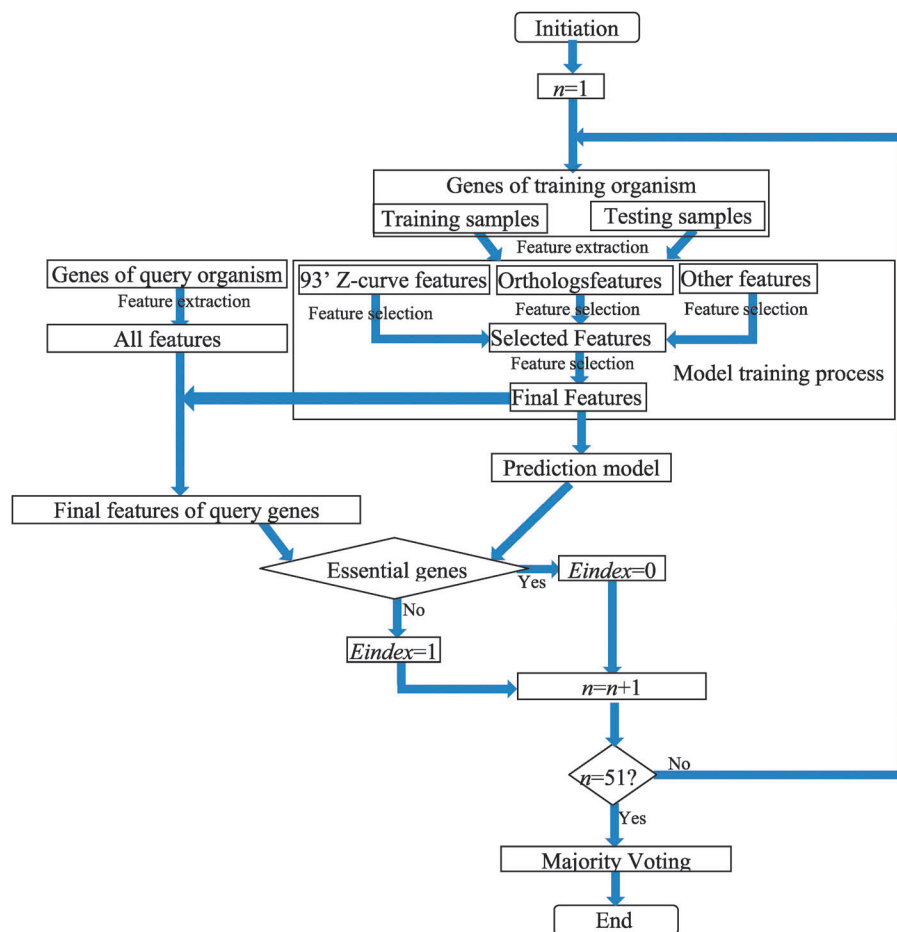 Initiation
n=1
Genes of training organism
Training samples
Testing samples
Feature extraction
Genes of query organism
93’ Z-curve features
Orthologsfeatures
Other features
Feature extraction
Feature selection
Feature selection
Feature selection
All features
Selected Features
Feature selection
Model training process
Final Features
Prediction model
Final features of query genes
Essential genes
Yes
Eindex=0
No
Eindex=1
n=n+1
n=51?
No
Yes
Majority Voting
End